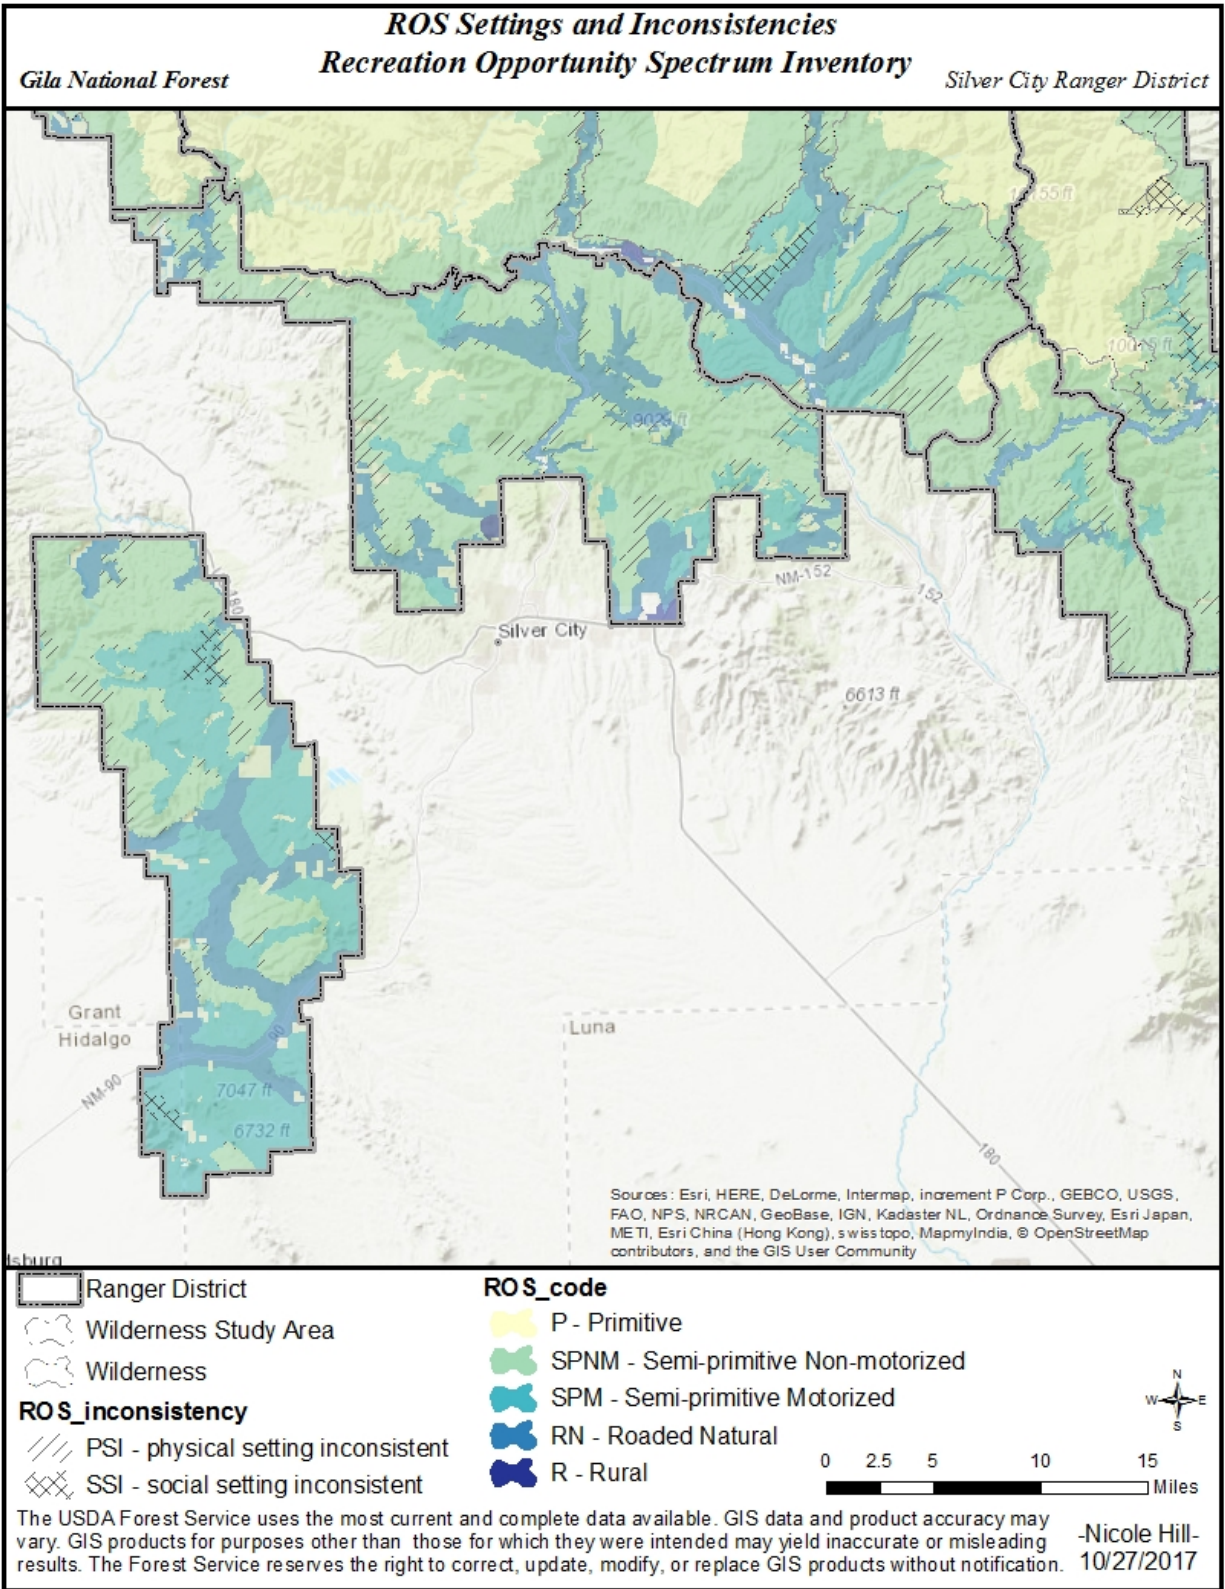 ROS Settings and Inconsistencies
Recreation Opportunity Spectrum Inventory
Gila National Forest
Silver City Ranger District
55 ft
ft
9029 ft
NM-152
152
180
Silver City
6613 ft
Grant
Hidalgo
Luna
90
NM-90
7047 ft
6732 ft
180
Sources: Esri, HERE, DeLorme, Intermap, increment P Corp., GEBCO, USGS,
FAO, NPS, NRCAN, GeoBase, IGN, Kadaster NL, Ordnance Survey, Esri Japan,
METI, Esri China (Hong Kong), swisstopo, MapmyIndia, © OpenStreetMap
contributors, and the GIS User Community
lsburg
Ranger District
Wilderness Study Area
Wilderness
ROS_inconsistency
PSI - physical setting inconsistent
SSI - social setting inconsistent
ROS_code
P - Primitive
SPNM - Semi-primitive Non-motorized
SPM - Semi-primitive Motorized
RN - Roaded Natural
R - Rural
N
W E
S
0 2.5 5 10 15
Miles
The USDA Forest Service uses the most current and complete data available. GIS data and product accuracy may
vary. GIS products for purposes other than those for which they were intended may yield inaccurate or misleading
results. The Forest Service reserves the right to correct, update, modify, or replace GIS products without notification.
-Nicole Hill-
10/27/2017